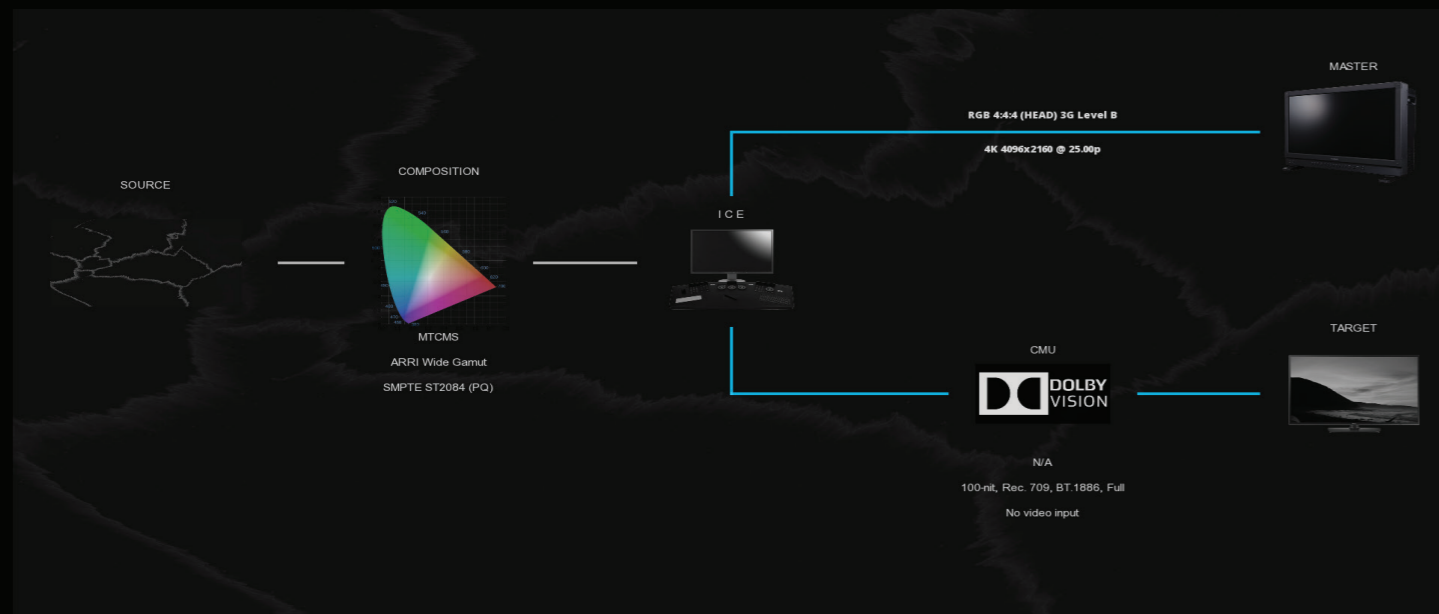 SOURCE
COMPOSITION
MTCMS
ARRI Wide Gamut
SMPTE ST2084 (PQ)
I C E
RGB 4:4:4 (HEAD) 3G Level B
4K 4096x2160 @ 25.00p
MASTER
CMU
DOLBY
VISION
N/A
100-nit, Rec. 709, BT.1886, Full
No video input
TARGET